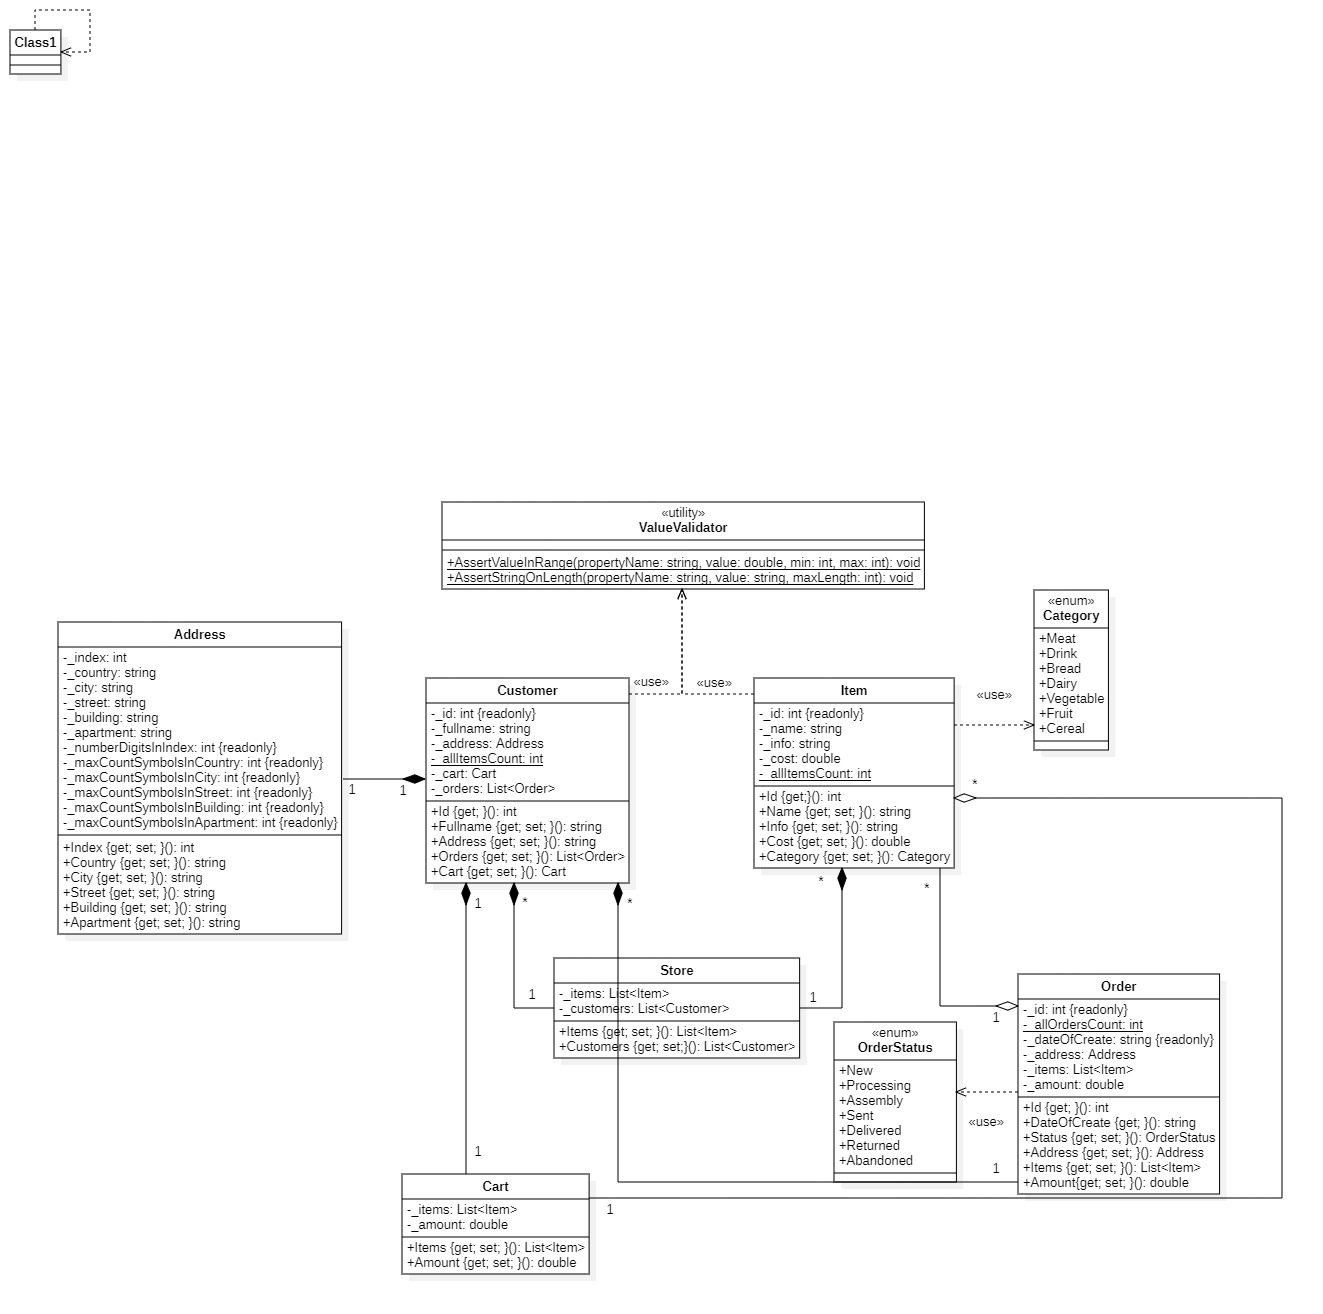 Class1
«utility»
ValueValidator
+AssertValueInRange(propertyName: string, value: double, min: int, max: int): void
+AssertStringOnLength(propertyName: string, value: string, maxLength: int): void
«enum»
Category
+Meat
+Drink
+Bread
+Dairy
+Vegetable
+Fruit
+Cereal
Address
-_index: int
-_country: string
-_city: string
-_street: string
-_building: string
-_apartment: string
-_numberDigitsInIndex: int {readonly}
-_maxCountSymbolsInCountry: int {readonly}
-_maxCountSymbolsInCity: int {readonly}
-_maxCountSymbolsInStreet: int {readonly}
-_maxCountSymbolsInBuilding: int {readonly}
-_maxCountSymbolsInApartment: int {readonly}
+Index {get; set; }(): int
+Country {get; set; }(): string
+City {get; set; }(): string
+Street {get; set; }(): string
+Building {get; set; }(): string
+Apartment {get; set; }(): string
1
1
Customer
-_id: int {readonly}
-_fullname: string
-_address: Address
-_allItemsCount: int
-_cart: Cart
-_orders: List<Order>
+Id {get; }(): int
+Fullname {get; set; }(): string
+Address {get; set; }(): string
+Orders {get; set; }(): List<Order>
+Cart {get; set; }(): Cart
«use»
«use»
Item
-_id: int {readonly}
-_name: string
-_info: string
-_cost: double
-_allItemsCount: int
+Id {get;}(): int
+Name {get; set; }(): string
+Info {get; set; }(): string
+Cost {get; set; }(): double
+Category {get; set; }(): Category
«use»
*
1
*
*
*
*
1
Store
-_items: List<Item>
-_customers: List<Customer>
+Items {get; set; }(): List<Item>
+Customers {get; set;}(): List<Customer>
1
1
Order
-_id: int {readonly}
-_allOrdersCount: int
-_dateOfCreate: string {readonly}
-_address: Address
-_items: List<Item>
-_amount: double
+Id {get; }(): int
+DateOfCreate {get; }(): string
+Status {get; set; }(): OrderStatus
+Address {get; set; }(): Address
+Items {get; set; }(): List<Item>
+Amount{get; set; }(): double
«enum»
OrderStatus
+New
+Processing
+Assembly
+Sent
+Delivered
+Returned
+Abandoned
«use»
1
1
Cart
-_items: List<Item>
-_amount: double
+Items {get; set; }(): List<Item>
+Amount {get; set; }(): double
1